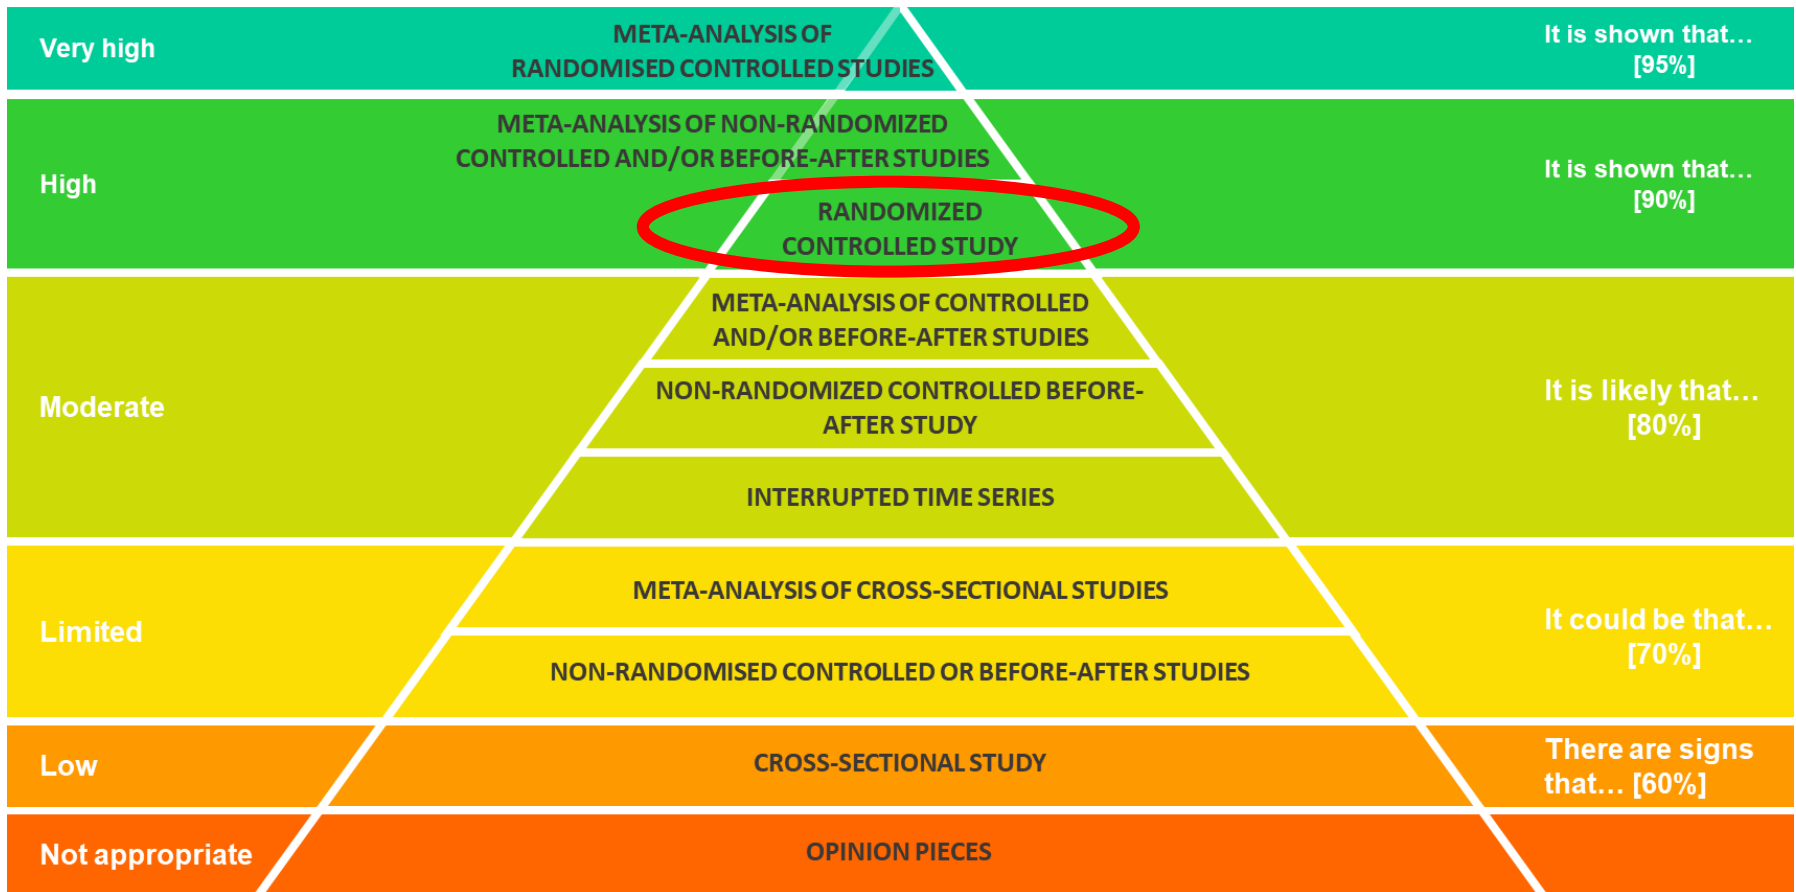 Very high
META-ANALYSIS OF
RANDOMISED CONTROLLED STUDIES
It is shown that...
[95%]
High
META-ANALYSIS OF NON-RANDOMIZED
CONTROLLED AND/OR BEFORE-AFTER STUDIES
RANDOMIZED
CONTROLLED STUDY
It is shown that...
[90%]
Moderate
META-ANALYSIS OF CONTROLLED
AND/OR BEFORE-AFTER STUDIES
NON-RANDOMIZED CONTROLLED BEFORE-
AFTER STUDY
INTERRUPTED TIME SERIES
It is likely that...
[80%]
Limited
META-ANALYSIS OF CROSS-SECTIONAL STUDIES
NON-RANDOMISED CONTROLLED OR BEFORE-AFTER STUDIES
It could be that...
[70%]
Low
CROSS-SECTIONAL STUDY
There are signs
that... [60%]
Not appropriate
OPINION PIECES